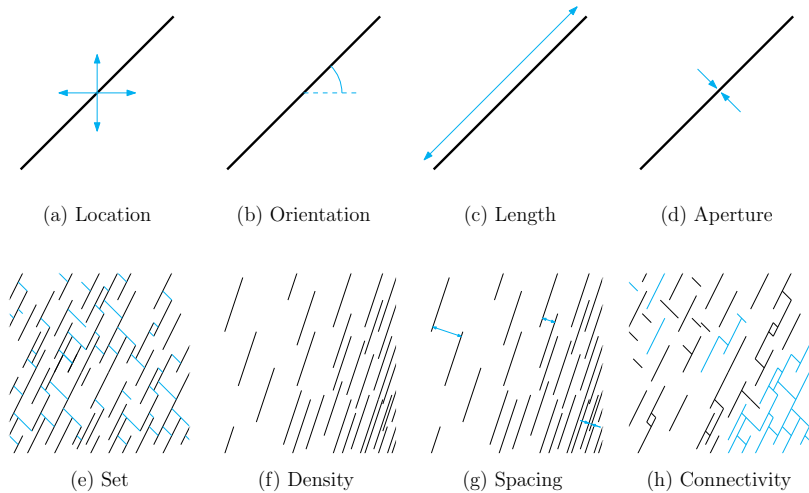 (a) Location
(b) Orientation
(c) Length
(d) Aperture
(e) Set
(f) Density
(g) Spacing
(h) Connectivity